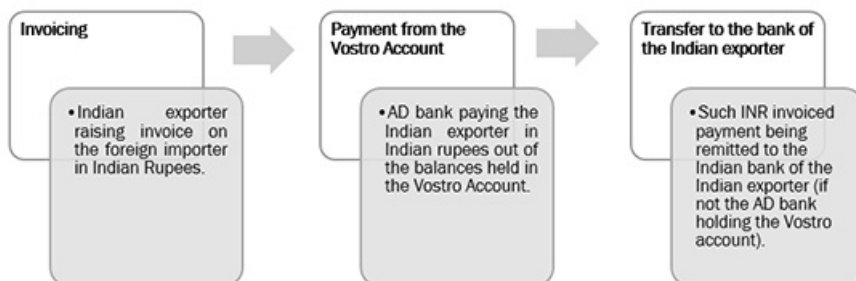 Invoicing
•Indian exporter
raising invoice on
the foreign importer
in Indian Rupees.
Payment from the
Vostro Account
•AD bank paying the
Indian exporter in
Indian rupees out of
the balances held in
the Vostro Account.
Transfer to the bank of
the Indian exporter
•Such INR invoiced
payment being
remitted to the
Indian bank of the
Indian exporter (if
not the AD bank
holding the Vostro
account).